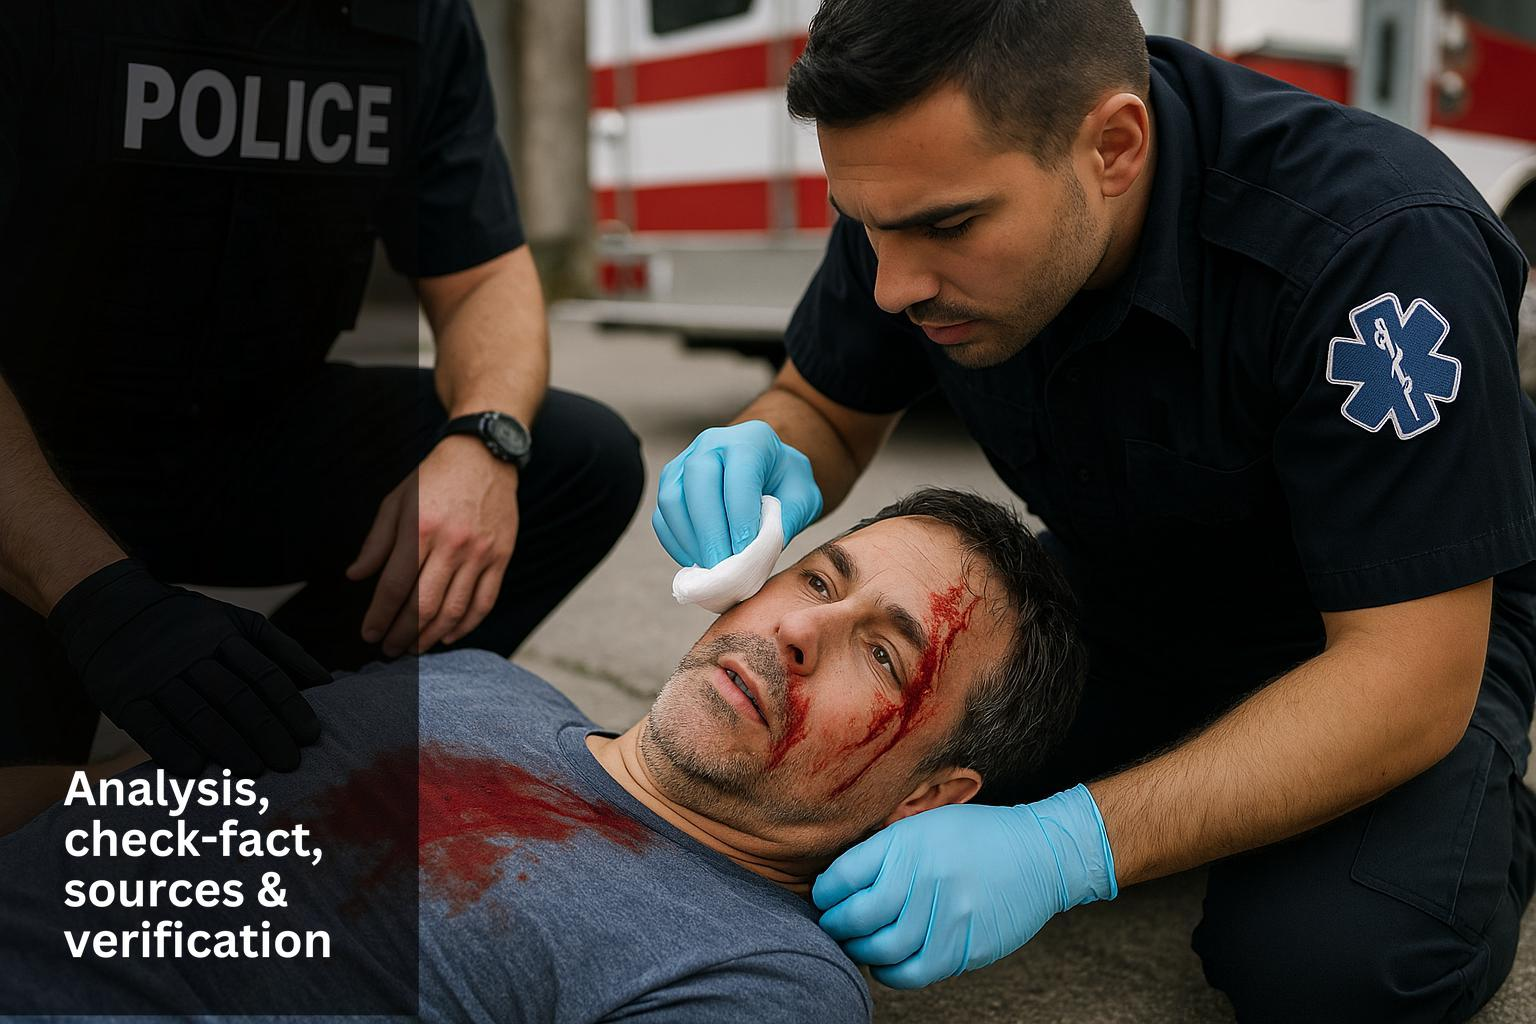 POLICE
Analysis,
check-fact,
sources &
verification